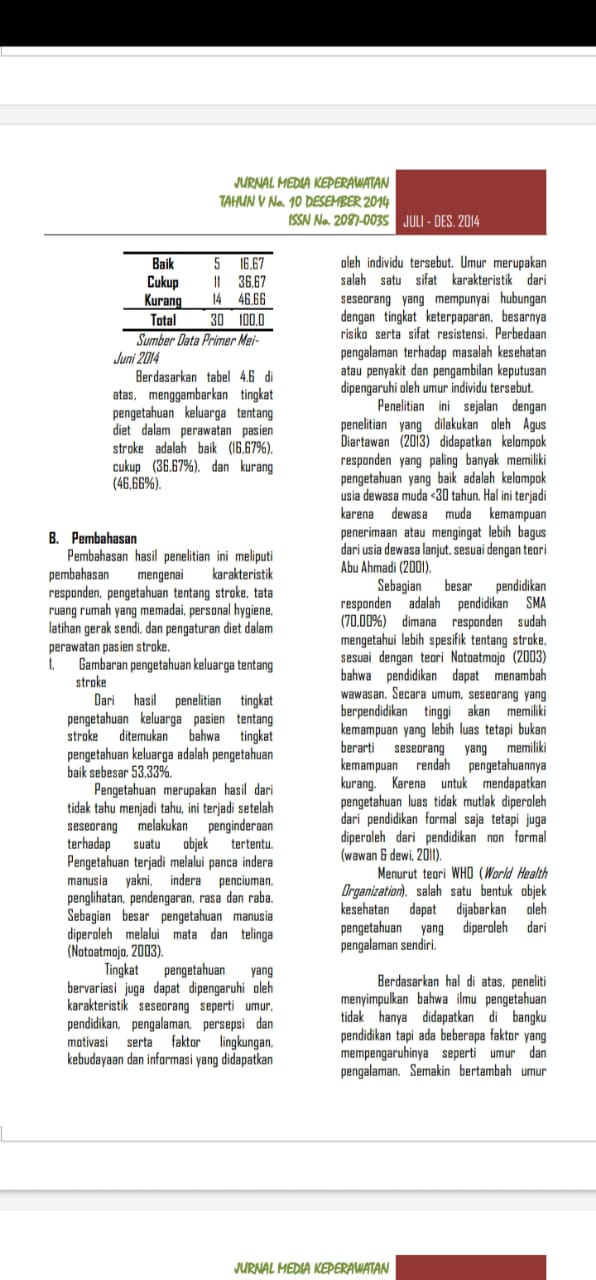 JURNAL MEDIA KEPERAWATAN
TAHUN V No. 10 DESEMBER 2014
ISSN No. 2087-0035
JULI - DES. 2014
Baik 5 16,67
Cukup 11 36.67
Kurang 14 46.66
Total 30 100.0
Sumber Data Primer Mei-
Juni 2014
Berdasarkan tabel 4.6 di
atas, menggambarkan tingkat
pengetahuan keluarga tentang
diet dalam perawatan pasien
stroke adalah baik (16,67%),
cukup (36,67%), dan kurang
(46,66%).
B. Pembahasan
Pembahasan hasil penelitian ini meliputi
pembahasan mengenai karakteristik
responden, pengetahuan tentang stroke, tata
ruang rumah yang memadai, personal hygiene,
latihan gerak sendi, dan pengaturan diet dalam
perawatan pasien stroke.
1. Gambaran pengetahuan keluarga tentang
stroke
Dari hasil penelitian tingkat
pengetahuan keluarga pasien tentang
stroke ditemukan bahwa tingkat
pengetahuan keluarga adalah pengetahuan
baik sebesar 53,33%.
Pengetahuan merupakan hasil dari
tidak tahu menjadi tahu, ini terjadi setelah
seseorang melakukan penginderaan
terhadap suatu objek tertentu.
Pengetahuan terjadi melalui panca indera
manusia yakni, indera penciuman,
penglihatan, pendengaran, rasa dan raba.
Sebagian besar pengetahuan manusia
diperoleh melalui mata dan telinga
(Notoatmojo, 2003).
Tingkat pengetahuan yang
bervariasi juga dapat dipengaruhi oleh
karakteristik seseorang seperti umur,
pendidikan, pengalaman, persepsi dan
motivasi serta faktor lingkungan,
kebudayaan dan informasi yang didapatkan
oleh individu tersebut. Umur merupakan
salah satu sifat karakteristik dari
seseorang yang mempunyai hubungan
dengan tingkat keterpaparan, besarnya
risiko serta sifat resistensi. Perbedaan
pengalaman terhadap masalah kesehatan
atau penyakit dan pengambilan keputusan
dipengaruhi oleh umur individu tersebut.
Penelitian ini sejalan dengan
penelitian yang dilakukan oleh Agus
Diartawan (2013) didapatkan kelompok
responden yang paling banyak memiliki
pengetahuan yang baik adalah kelompok
usia dewasa muda <30 tahun. Hal ini terjadi
karena dewasa muda kemampuan
penerimaan atau mengingat lebih bagus
dari usia dewasa lanjut, sesuai dengan teori
Abu Ahmadi (2001).
Sebagian besar pendidikan
responden adalah pendidikan SMA
(70,00%) dimana responden sudah
mengetahui lebih spesifik tentang stroke,
sesuai dengan teori Notoatmojo (2003)
bahwa pendidikan dapat menambah
wawasan. Secara umum, seseorang yang
berpendidikan tinggi akan memiliki
kemampuan yang lebih luas tetapi bukan
berarti seseorang yang memiliki
kemampuan rendah pengetahuannya
kurang. Karena untuk mendapatkan
pengetahuan luas tidak mutlak diperoleh
dari pendidikan formal saja tetapi juga
diperoleh dari pendidikan non formal
(wawan & dewi, 2011).
Menurut teori WHO (World Health
Organization), salah satu bentuk objek
kesehatan dapat dijabarkan oleh
pengetahuan yang diperoleh dari
pengalaman sendiri.
Berdasarkan hal di atas, peneliti
menyimpulkan bahwa ilmu pengetahuan
tidak hanya didapatkan di bangku
pendidikan tapi ada beberapa faktor yang
mempengaruhinya seperti umur dan
pengalaman. Semakin bertambah umur
JURNAL MEDIA KEPERAWATAN